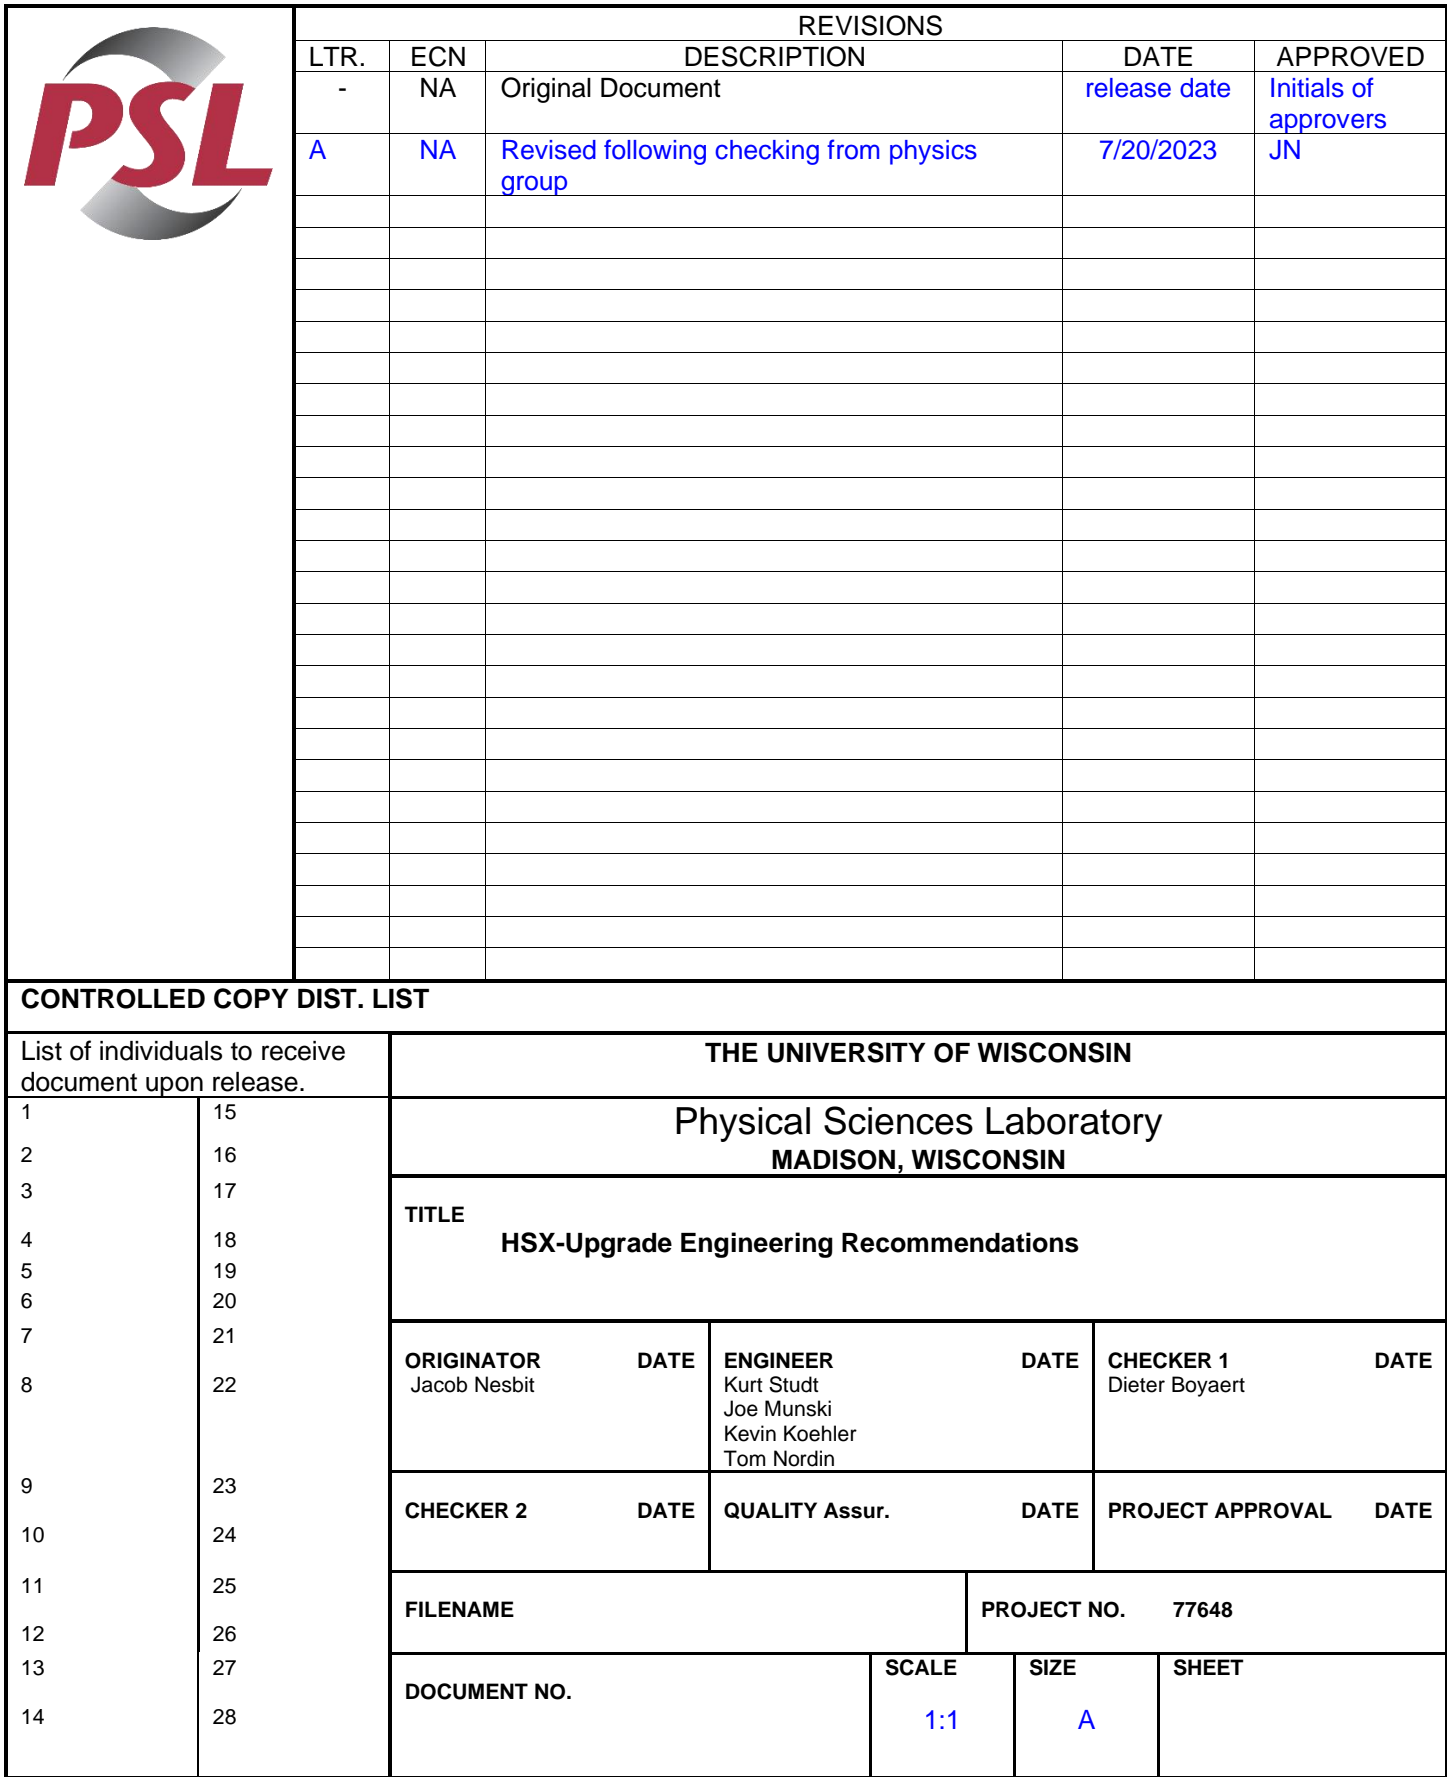 PSL
REVISIONS
LTR. ECN DESCRIPTION DATE APPROVED
- NA Original Document release date Initials of
approvers
A NA Revised following checking from physics 7/20/2023 JN
group
CONTROLLED COPY DIST. LIST
List of individuals to receive
document upon release.
THE UNIVERSITY OF WISCONSIN
Physical Sciences Laboratory
MADISON, WISCONSIN
1 15
2 16
3 17
4 18
5 19
6 20
7 21
8 22
9 23
10 24
11 25
12 26
13 27
14 28
TITLE
HSX-Upgrade Engineering Recommendations
ORIGINATOR DATE
Jacob Nesbit
ENGINEER DATE
Kurt Studt
Joe Munski
Kevin Koehler
Tom Nordin
CHECKER 1 DATE
Dieter Boyaert
CHECKER 2 DATE
QUALITY Assur. DATE
PROJECT APPROVAL DATE
FILENAME
PROJECT NO. 77648
DOCUMENT NO.
SCALE
1:1
SIZE
A
SHEET